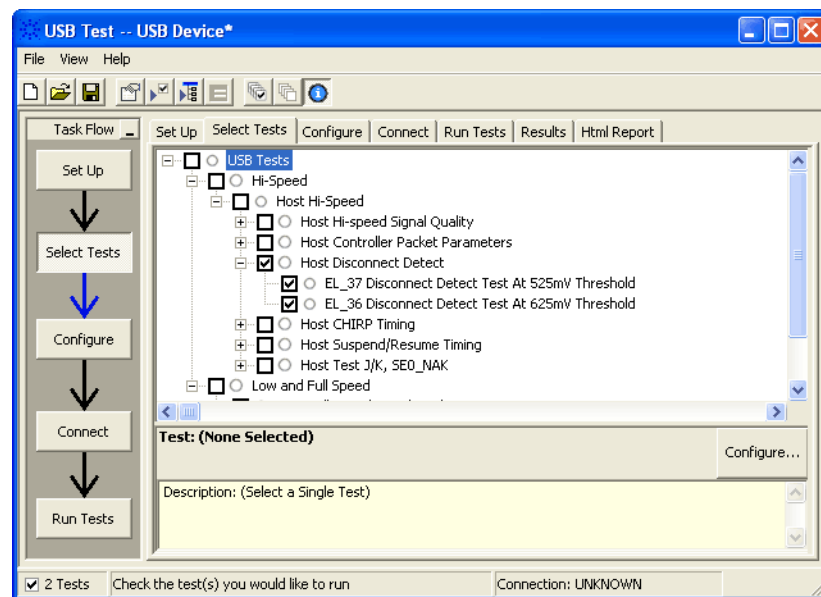 USB Test -- USB Device*
File View Help
Task Flow
Set Up
Select Tests
Configure
Connect
Run Tests
Set Up Select Tests Configure Connect Run Tests Results Html Report
USB Tests
Hi-Speed
Host Hi-Speed
Host Hi-speed Signal Quality
Host Controller Packet Parameters
Host Disconnect Detect
EL_37 Disconnect Detect Test At 525mV Threshold
EL_36 Disconnect Detect Test At 625mV Threshold
Host CHIRP Timing
Host Suspend/Resume Timing
Host Test J/K, SE0_NAK
Low and Full Speed
Test: (None Selected)
Configure...
Description: (Select a Single Test)
2 Tests Check the test(s) you would like to run Connection: UNKNOWN